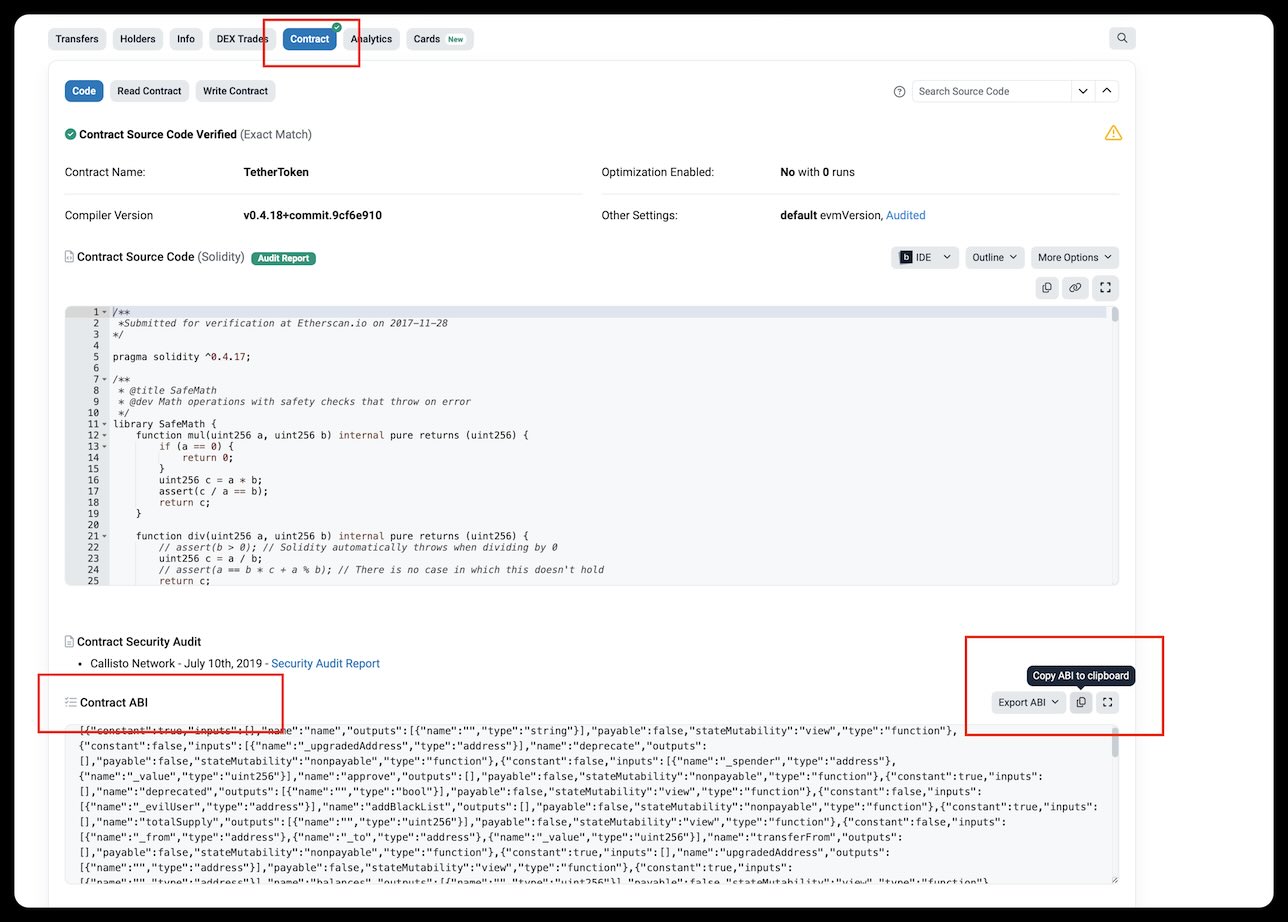 Transfers Holders Info DEX Trades Contract Analytics Cards New
Code Read Contract Write Contract Search Source Code
Contract Source Code Verified (Exact Match)
Contract Name: TetherToken Optimization Enabled: No with 0 runs
Compiler Version v0.4.18+commit.9cf6e910 Other Settings: default evmVersion, Audited
Contract Source Code (Solidity) Audit Report IDE Outline More Options
1 /**
2 *Submitted for verification at Etherscan.io on 2017-11-28
3 */
4
5 pragma solidity ^0.4.17;
6
7 /**
8 * @title SafeMath
9 * @dev Math operations with safety checks that throw on error
10 */
11 library SafeMath {
12 function mul(uint256 a, uint256 b) internal pure returns (uint256) {
13 if (a == 0) {
14 return 0;
15 }
16 uint256 c = a * b;
17 assert(c / a == b);
18 return c;
19 }
20
21 function div(uint256 a, uint256 b) internal pure returns (uint256) {
22 // assert(b > 0); // Solidity automatically throws when dividing by 0
23 uint256 c = a / b;
24 // assert(a == b * c + a % b); // There is no case in which this doesn't hold
25 return c;
Contract Security Audit
• Callisto Network - July 10th, 2019 - Security Audit Report
Copy ABI to clipboard
Contract ABI Export ABI
[{"constant":true,"inputs":[],"name":"name","outputs":[{"name":"","type":"string"}],"payable":false,"stateMutability":"view","type":"function"},
{"constant":false,"inputs":[{"name":"_upgradedAddress","type":"address"}],"name":"deprecate","outputs":
[],"payable":false,"stateMutability":"nonpayable","type":"function"},{"constant":false,"inputs":[{"name":"_spender","type":"address"},
{"name":"_value","type":"uint256"}],"name":"approve","outputs":[],"payable":false,"stateMutability":"nonpayable","type":"function"},{"constant":true,"inputs":
[],"name":"deprecated","outputs":[{"name":"","type":"bool"}],"payable":false,"stateMutability":"view","type":"function"},{"constant":false,"inputs":
[{"name":"_evilUser","type":"address"}],"name":"addBlackList","outputs":[],"payable":false,"stateMutability":"nonpayable","type":"function"},{"constant":true,"inputs":
[],"name":"totalSupply","outputs":[{"name":"","type":"uint256"}],"payable":false,"stateMutability":"view","type":"function"},{"constant":false,"inputs":
[{"name":"_from","type":"address"},{"name":"_to","type":"address"},{"name":"_value","type":"uint256"}],"name":"transferFrom","outputs":
[],"payable":false,"stateMutability":"nonpayable","type":"function"},{"constant":true,"inputs":[],"name":"upgradedAddress","outputs":
[{"name":"","type":"address"}],"payable":false,"stateMutability":"view","type":"function"},{"constant":true,"inputs":
[{"name":"","type":"address"}],"name":"balances","outputs":[{"name":"","type":"uint256"}],"payable":false,"stateMutability":"view","type":"function"},